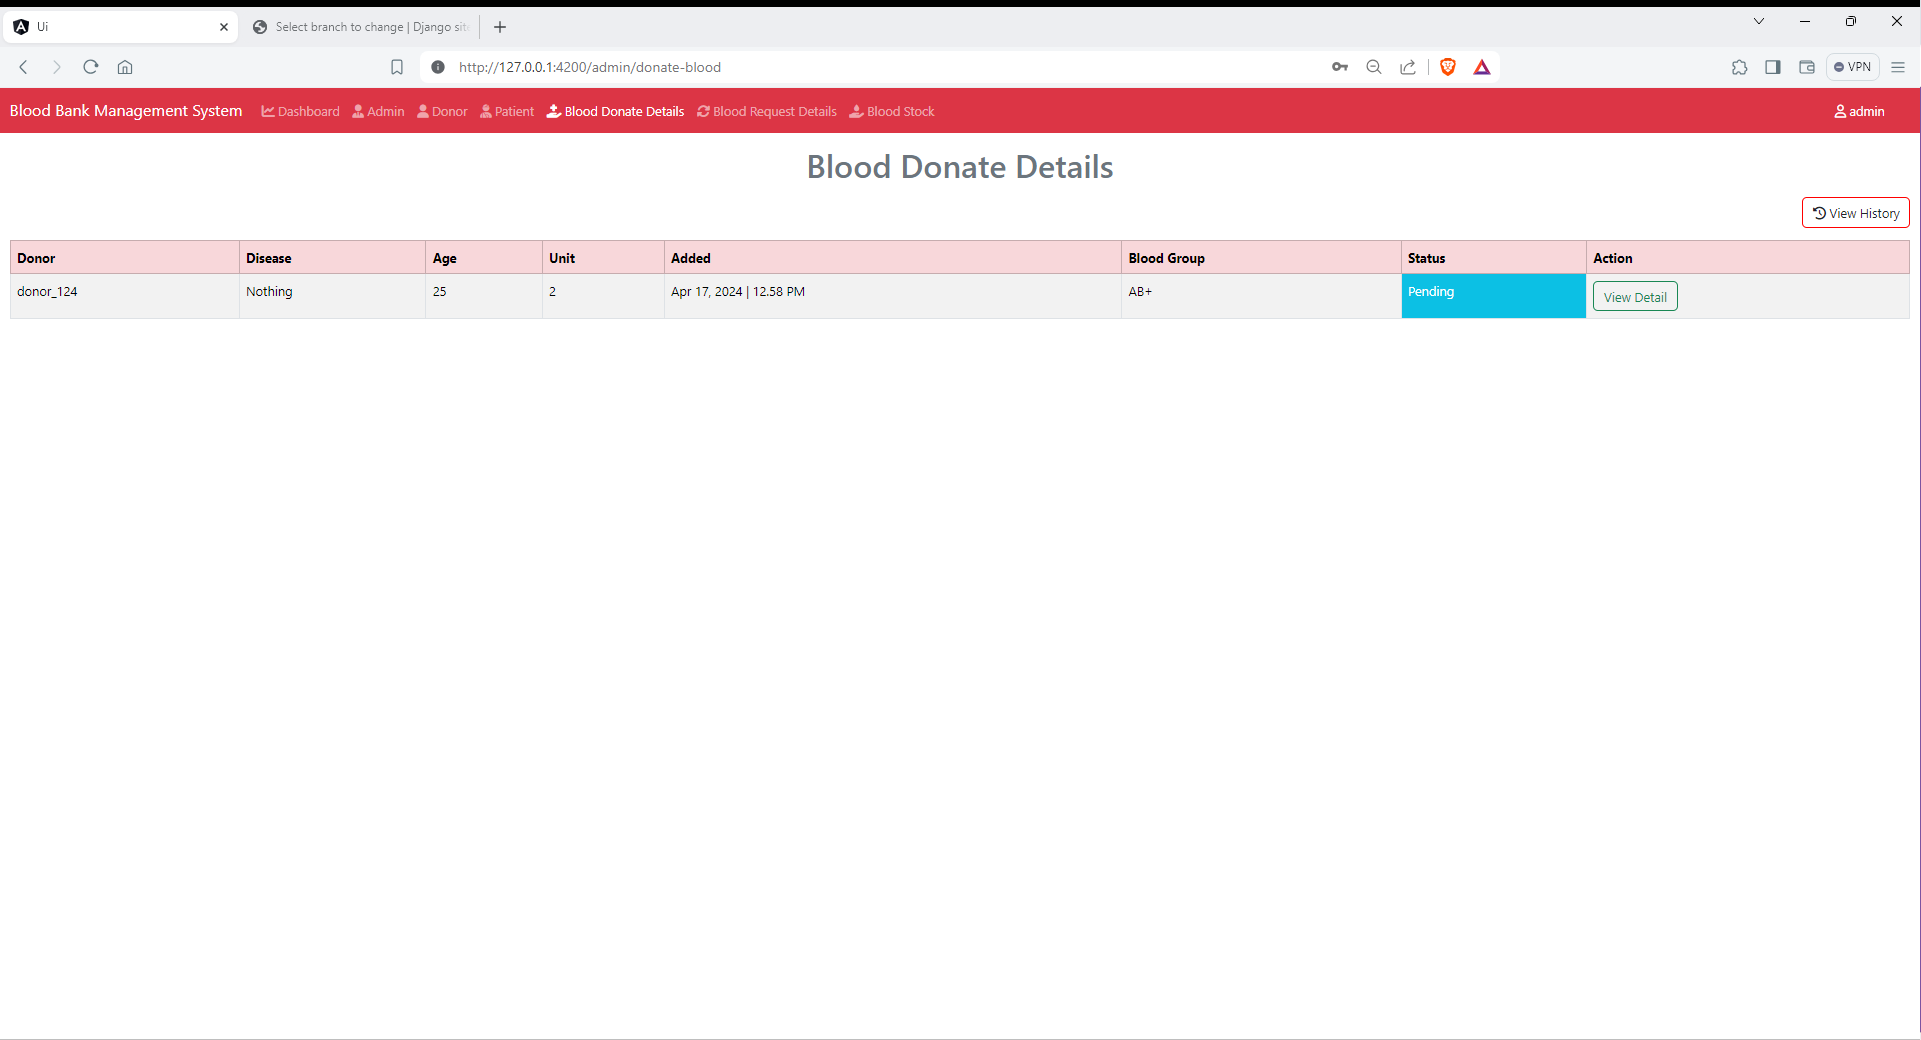 Ui
Select branch to change | Django sit
http://127.0.0.1:4200/admin/donate-blood
VPN
Blood Bank Management System Dashboard Admin Donor Patient Blood Donate Details Blood Request Details Blood Stock admin
Blood Donate Details
View History
Donor Disease Age Unit Added Blood Group Status Action
donor_124 Nothing 25 2 Apr 17, 2024 | 12.58 PM AB+ Pending View Detail